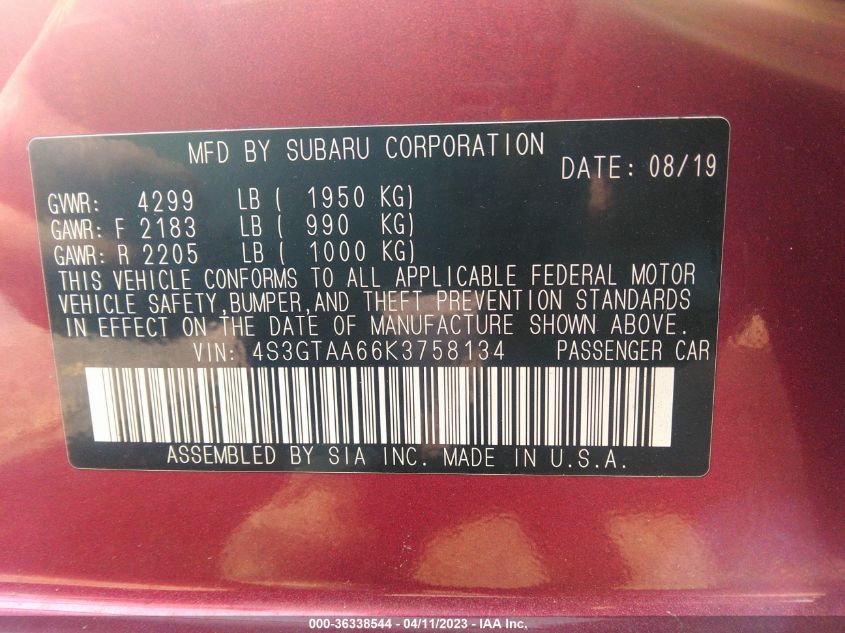 MFD BY SUBARU CORPORATION
DATE: 08/19
GVWR: 4299 LB ( 1950 KG)
GAWR: F 2183 LB ( 990 KG)
GAWR: R 2205 LB ( 1000 KG)
THIS VEHICLE CONFORMS TO ALL APPLICABLE FEDERAL MOTOR
VEHICLE SAFETY,BUMPER,AND THEFT PREVENTION STANDARDS
IN EFFECT ON THE DATE OF MANUFACTURE SHOWN ABOVE.
VIN: 4S3GTAA66K3758134 PASSENGER CAR
ASSEMBLED BY SIA INC. MADE IN U.S.A.
000-36338544 - 04/11/2023 - IAA Inc.